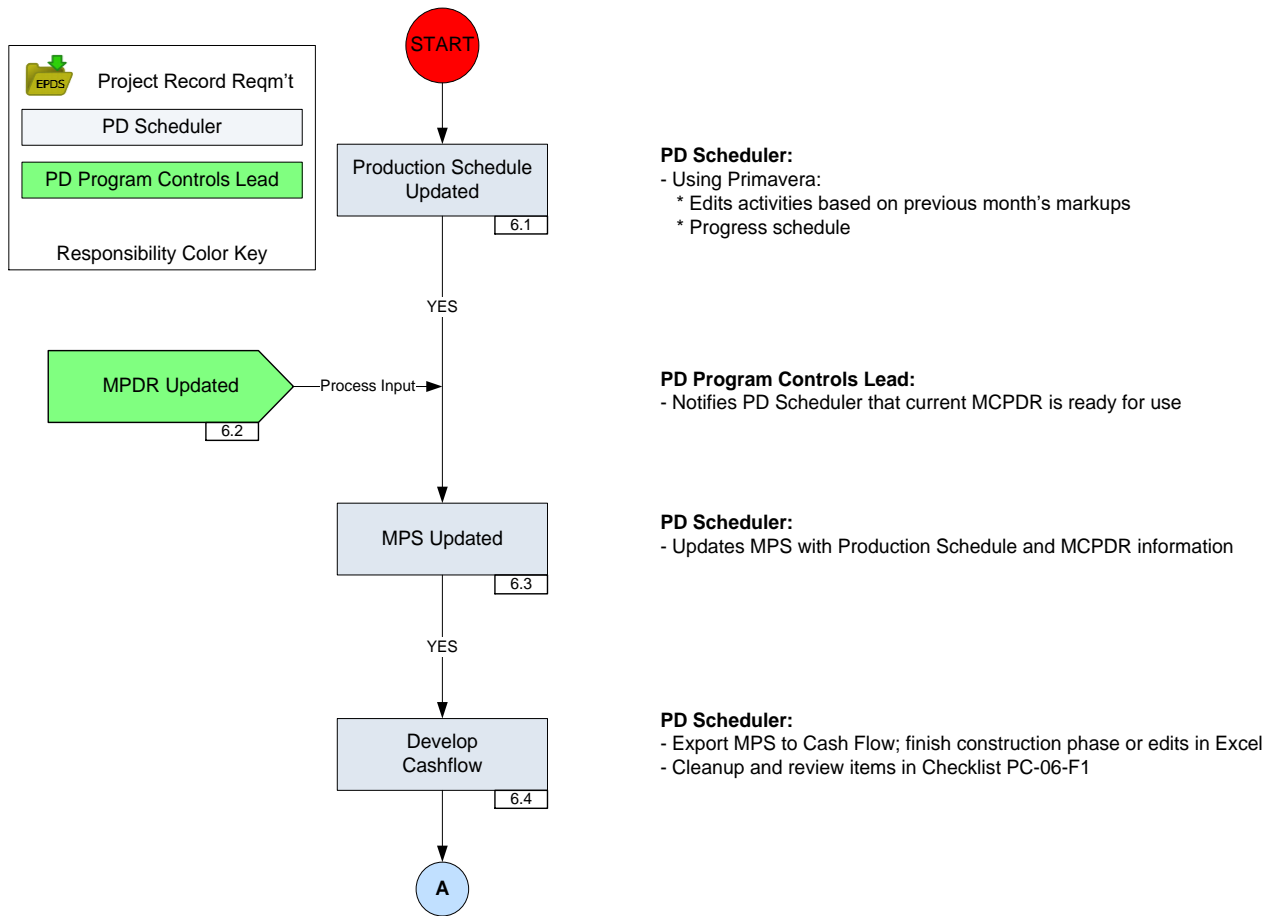 START
EPDS
Project Record Reqm't
PD Scheduler
PD Program Controls Lead
Responsibility Color Key
Production Schedule
Updated
6.1
PD Scheduler:
- Using Primavera:
* Edits activities based on previous month's markups
* Progress schedule
YES
MPDR Updated
6.2
Process Input
PD Program Controls Lead:
- Notifies PD Scheduler that current MCPDR is ready for use
MPS Updated
6.3
PD Scheduler:
- Updates MPS with Production Schedule and MCPDR information
YES
Develop
Cashflow
6.4
PD Scheduler:
- Export MPS to Cash Flow; finish construction phase or edits in Excel
- Cleanup and review items in Checklist PC-06-F1
A